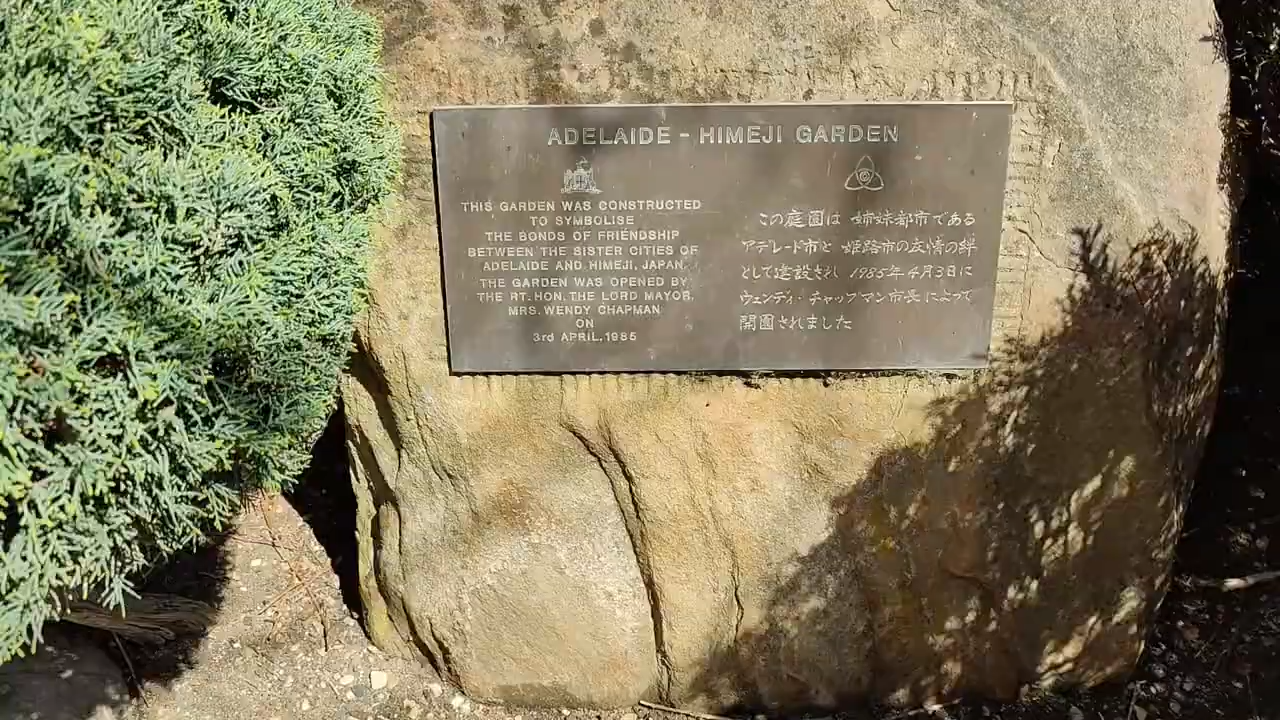 ADELAIDE - HIMEJI GARDEN
THIS GARDEN WAS CONSTRUCTED
TO SYMBOLISE
THE BONDS OF FRIENDSHIP
BETWEEN THE SISTER CITIES OF
ADELAIDE AND HIMEJI, JAPAN.
THE GARDEN WAS OPENED BY
THE RT. HON. THE LORD MAYOR,
MRS. WENDY CHAPMAN
ON
3rd APRIL, 1985
この庭園は 姉妹都市である
アデレード市と 姫路市の友情の絆
として建設され 1985年4月3日に
ウェンディ・チャップマン市長によって
開園されました